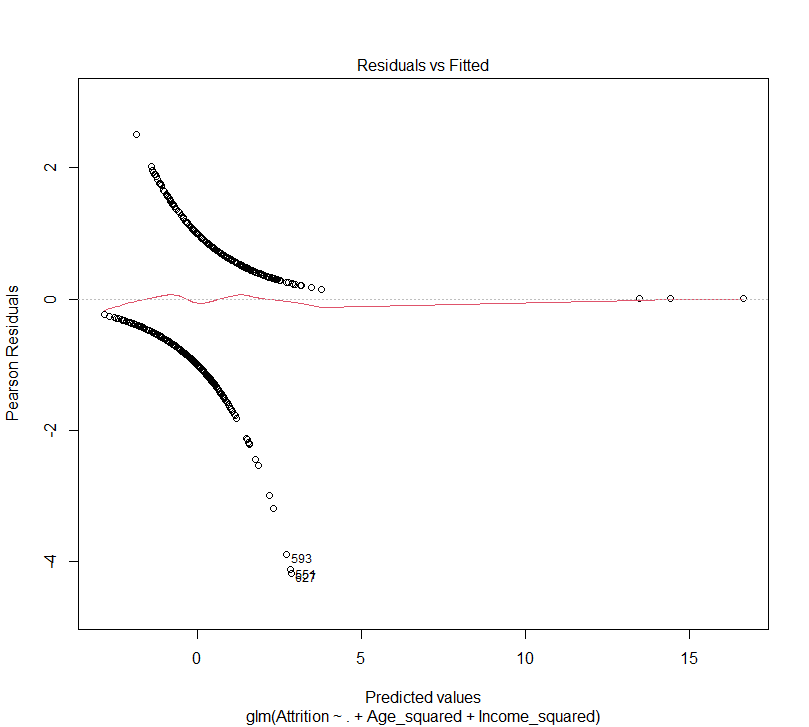 Residuals vs Fitted
Pearson Residuals
2
0
-2
-4
593
627
0 5 10 15
Predicted values
glm(Attrition ~ . + Age_squared + Income_squared)